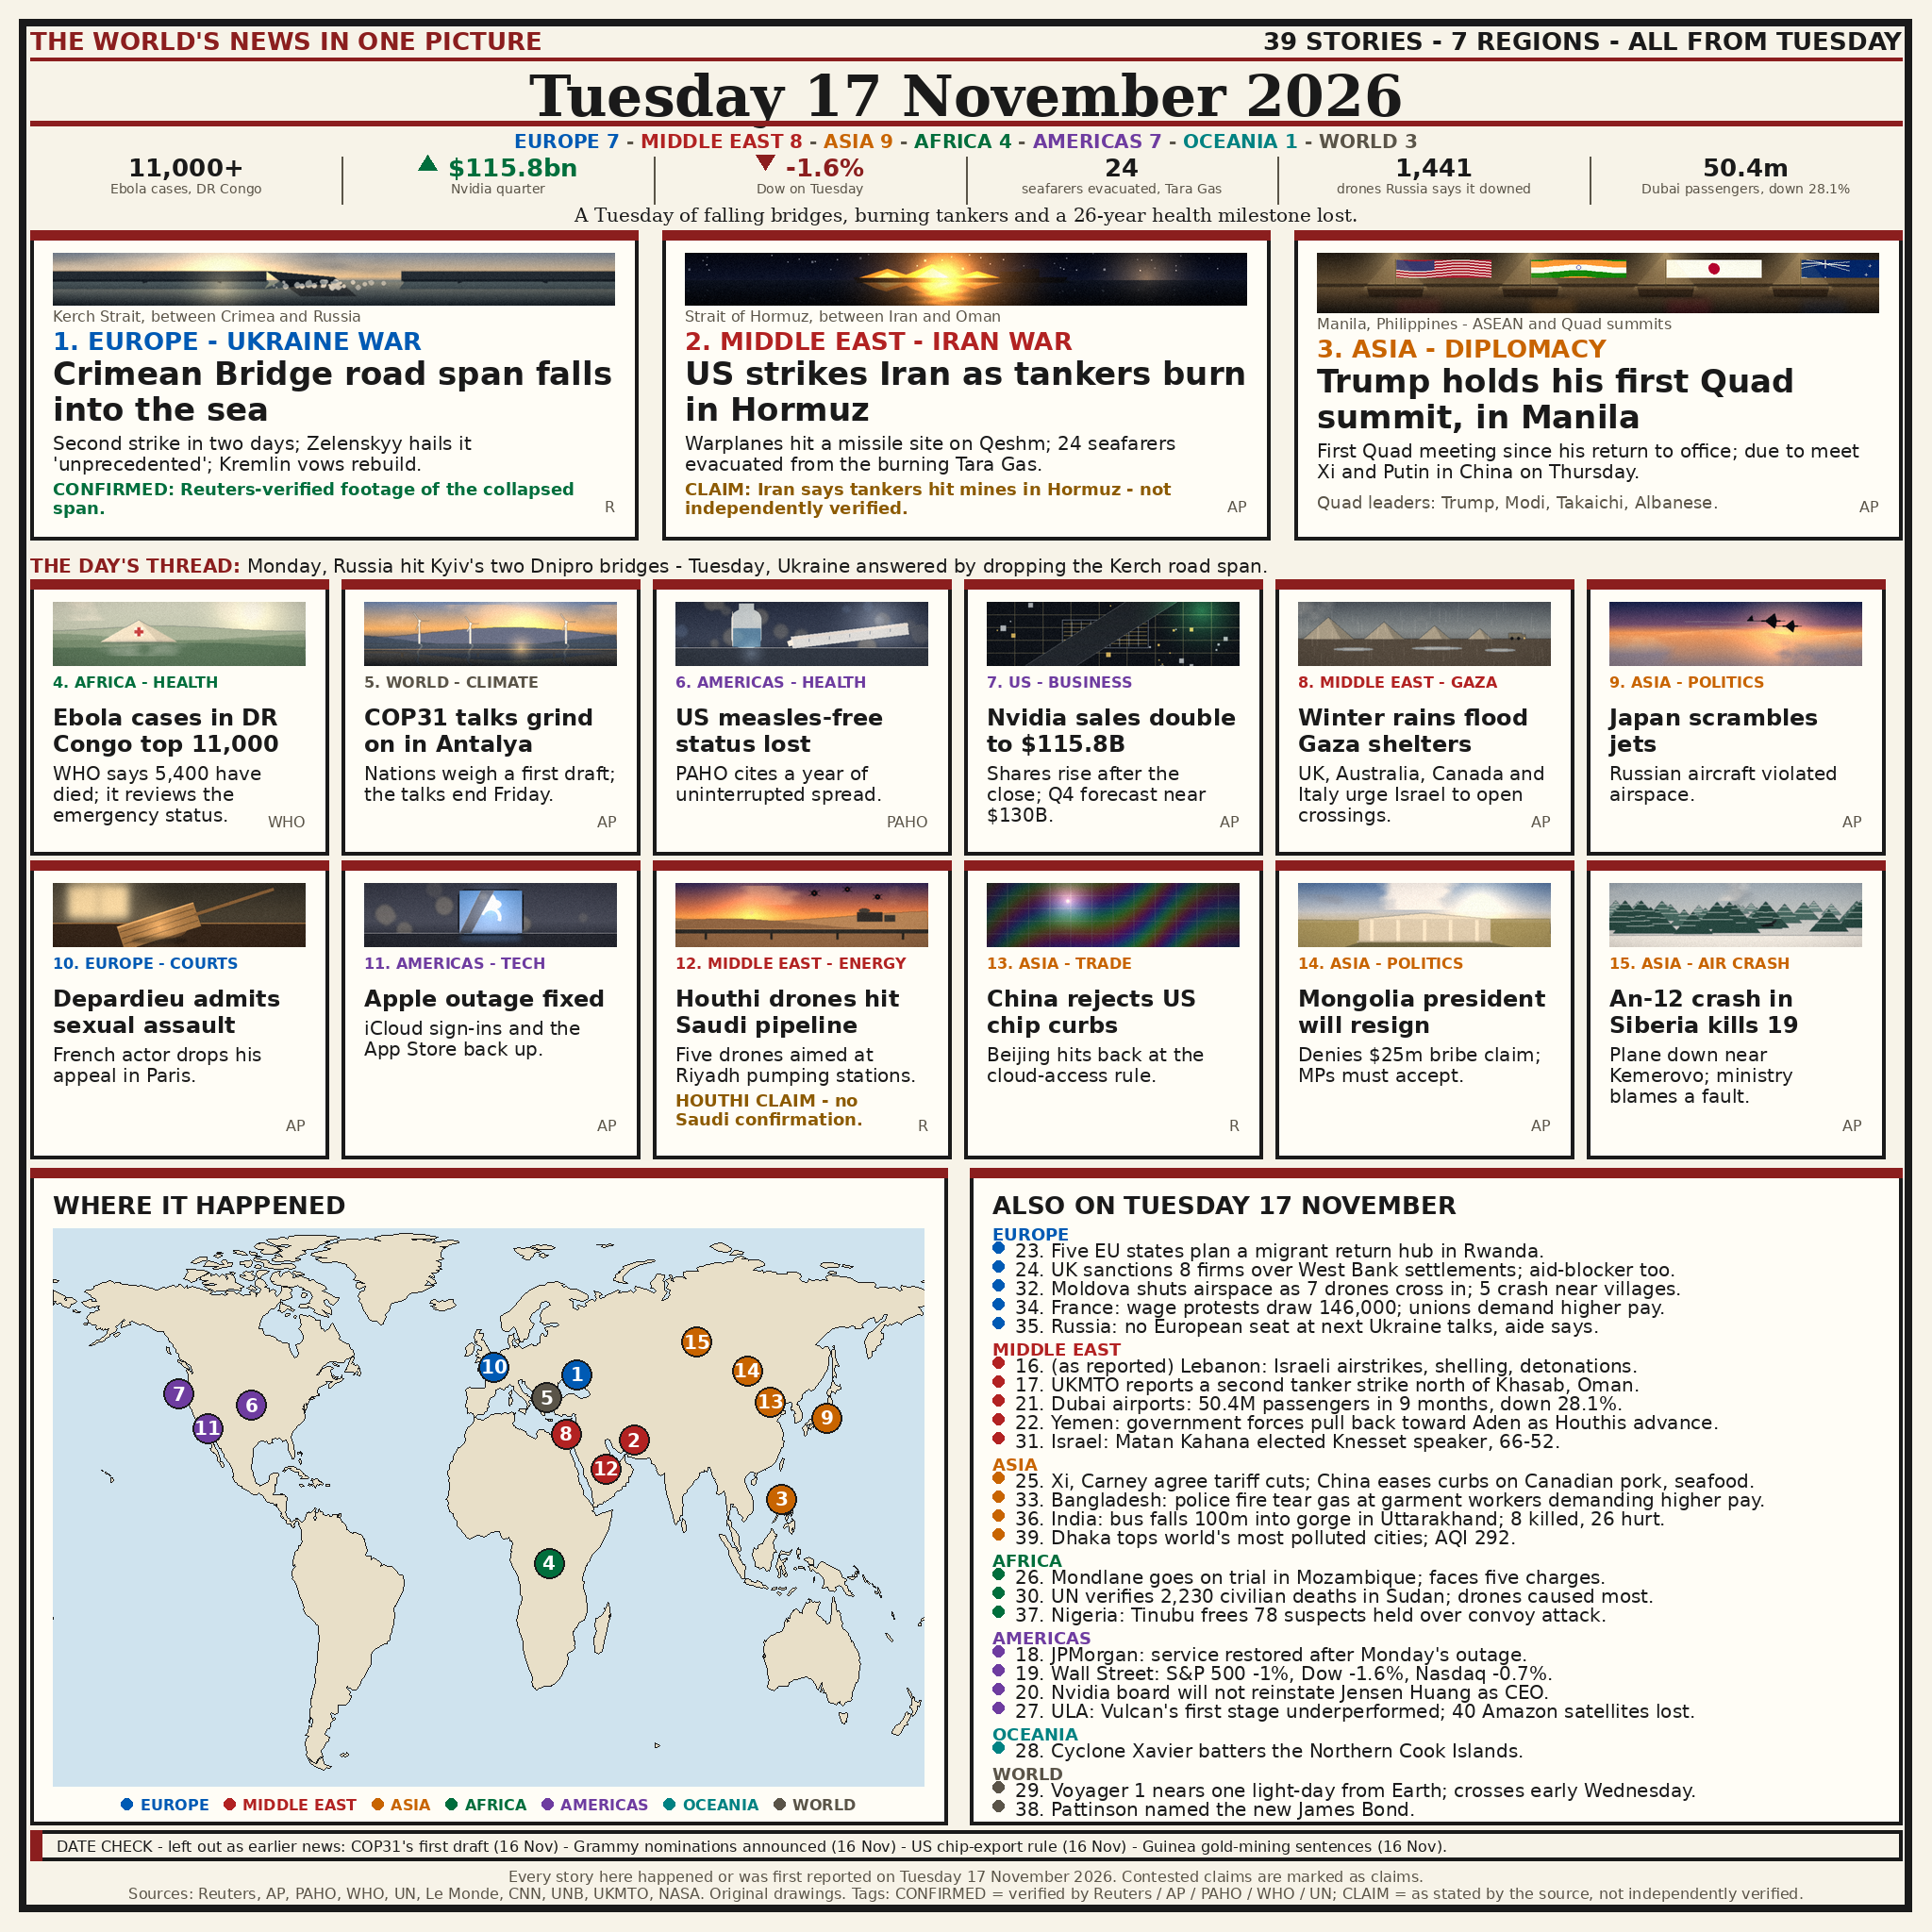 THE WORLD'S NEWS IN ONE PICTURE
39 STORIES - 7 REGIONS - ALL FROM TUESDAY
Tuesday 17 November 2026
EUROPE 7 - MIDDLE EAST 8 - ASIA 9 - AFRICA 4 - AMERICAS 7 - OCEANIA 1 - WORLD 3
11,000+
Ebola cases, DR Congo
$115.8bn
Nvidia quarter
-1.6%
Dow on Tuesday
24
seafarers evacuated, Tara Gas
1,441
drones Russia says it downed
50.4m
Dubai passengers, down 28.1%
A Tuesday of falling bridges, burning tankers and a 26-year health milestone lost.
Kerch Strait, between Crimea and Russia
1. EUROPE - UKRAINE WAR
Crimean Bridge road span falls
into the sea
Second strike in two days; Zelenskyy hails it
'unprecedented'; Kremlin vows rebuild.
CONFIRMED: Reuters-verified footage of the collapsed
span.
R
Strait of Hormuz, between Iran and Oman
2. MIDDLE EAST - IRAN WAR
US strikes Iran as tankers burn
in Hormuz
Warplanes hit a missile site on Qeshm; 24 seafarers
evacuated from the burning Tara Gas.
CLAIM: Iran says tankers hit mines in Hormuz - not
independently verified.
AP
Manila, Philippines - ASEAN and Quad summits
3. ASIA - DIPLOMACY
Trump holds his first Quad
summit, in Manila
First Quad meeting since his return to office; due to meet
Xi and Putin in China on Thursday.
Quad leaders: Trump, Modi, Takaichi, Albanese.
AP
THE DAY'S THREAD: Monday, Russia hit Kyiv's two Dnipro bridges - Tuesday, Ukraine answered by dropping the Kerch road span.
4. AFRICA - HEALTH
Ebola cases in DR
Congo top 11,000
WHO says 5,400 have
died; it reviews the
emergency status.
WHO
5. WORLD - CLIMATE
COP31 talks grind
on in Antalya
Nations weigh a first draft;
the talks end Friday.
AP
6. AMERICAS - HEALTH
US measles-free
status lost
PAHO cites a year of
uninterrupted spread.
PAHO
7. US - BUSINESS
Nvidia sales double
to $115.8B
Shares rise after the
close; Q4 forecast near
$130B.
AP
8. MIDDLE EAST - GAZA
Winter rains flood
Gaza shelters
UK, Australia, Canada and
Italy urge Israel to open
crossings.
AP
9. ASIA - POLITICS
Japan scrambles
jets
Russian aircraft violated
airspace.
AP
10. EUROPE - COURTS
Depardieu admits
sexual assault
French actor drops his
appeal in Paris.
AP
11. AMERICAS - TECH
Apple outage fixed
iCloud sign-ins and the
App Store back up.
AP
12. MIDDLE EAST - ENERGY
Houthi drones hit
Saudi pipeline
Five drones aimed at
Riyadh pumping stations.
HOUTHI CLAIM - no
Saudi confirmation.
R
13. ASIA - TRADE
China rejects US
chip curbs
Beijing hits back at the
cloud-access rule.
R
14. ASIA - POLITICS
Mongolia president
will resign
Denies $25m bribe claim;
MPs must accept.
AP
15. ASIA - AIR CRASH
An-12 crash in
Siberia kills 19
Plane down near
Kemerovo; ministry
blames a fault.
AP
WHERE IT HAPPENED
15
10
1
14
7
5
6
13
9
11
8
2
12
3
4
EUROPE MIDDLE EAST ASIA AFRICA AMERICAS OCEANIA WORLD
ALSO ON TUESDAY 17 NOVEMBER
EUROPE
23. Five EU states plan a migrant return hub in Rwanda.
24. UK sanctions 8 firms over West Bank settlements; aid-blocker too.
32. Moldova shuts airspace as 7 drones cross in; 5 crash near villages.
34. France: wage protests draw 146,000; unions demand higher pay.
35. Russia: no European seat at next Ukraine talks, aide says.
MIDDLE EAST
16. (as reported) Lebanon: Israeli airstrikes, shelling, detonations.
17. UKMTO reports a second tanker strike north of Khasab, Oman.
21. Dubai airports: 50.4M passengers in 9 months, down 28.1%.
22. Yemen: government forces pull back toward Aden as Houthis advance.
31. Israel: Matan Kahana elected Knesset speaker, 66-52.
ASIA
25. Xi, Carney agree tariff cuts; China eases curbs on Canadian pork, seafood.
33. Bangladesh: police fire tear gas at garment workers demanding higher pay.
36. India: bus falls 100m into gorge in Uttarakhand; 8 killed, 26 hurt.
39. Dhaka tops world's most polluted cities; AQI 292.
AFRICA
26. Mondlane goes on trial in Mozambique; faces five charges.
30. UN verifies 2,230 civilian deaths in Sudan; drones caused most.
37. Nigeria: Tinubu frees 78 suspects held over convoy attack.
AMERICAS
18. JPMorgan: service restored after Monday's outage.
19. Wall Street: S&P 500 -1%, Dow -1.6%, Nasdaq -0.7%.
20. Nvidia board will not reinstate Jensen Huang as CEO.
27. ULA: Vulcan's first stage underperformed; 40 Amazon satellites lost.
OCEANIA
28. Cyclone Xavier batters the Northern Cook Islands.
WORLD
29. Voyager 1 nears one light-day from Earth; crosses early Wednesday.
38. Pattinson named the new James Bond.
DATE CHECK - left out as earlier news: COP31's first draft (16 Nov) - Grammy nominations announced (16 Nov) - US chip-export rule (16 Nov) - Guinea gold-mining sentences (16 Nov).
Every story here happened or was first reported on Tuesday 17 November 2026. Contested claims are marked as claims.
Sources: Reuters, AP, PAHO, WHO, UN, Le Monde, CNN, UNB, UKMTO, NASA. Original drawings. Tags: CONFIRMED = verified by Reuters / AP / PAHO / WHO / UN; CLAIM = as stated by the source, not independently verified.